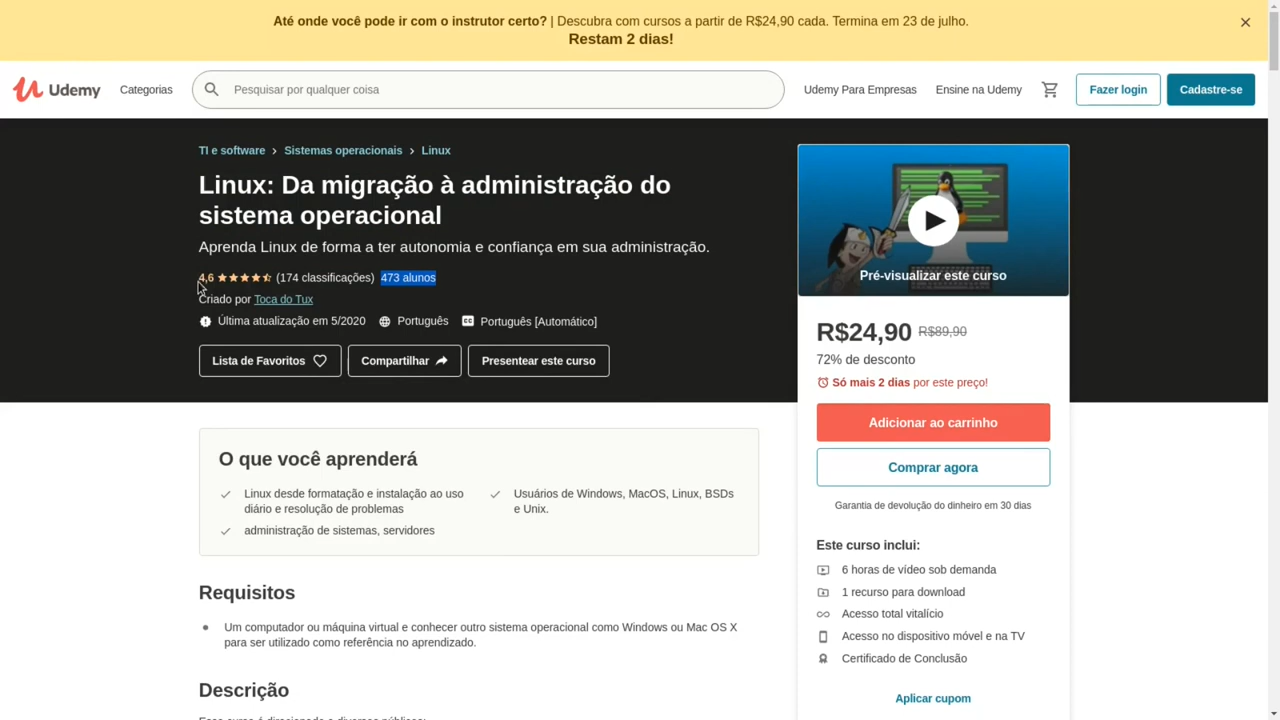 Até onde você pode ir com o instrutor certo? | Descubra com cursos a partir de R$24,90 cada. Termina em 23 de julho.
Restam 2 dias!
Udemy
Categorias
Pesquisar por qualquer coisa
Udemy Para Empresas
Ensine na Udemy
Fazer login
Cadastre-se
TI e software > Sistemas operacionais > Linux
Linux: Da migração à administração do
sistema operacional
Aprenda Linux de forma a ter autonomia e confiança em sua administração.
4,6 (174 classificações) 473 alunos
Criado por Toca do Tux
Última atualização em 5/2020
Português
Português [Automático]
Lista de Favoritos
Compartilhar
Presentear este curso
Pré-visualizar este curso
R$24,90 R$89,90
72% de desconto
Só mais 2 dias por este preço!
Adicionar ao carrinho
Comprar agora
Garantia de devolução do dinheiro em 30 dias
Este curso inclui:
6 horas de vídeo sob demanda
1 recurso para download
Acesso total vitalício
Acesso no dispositivo móvel e na TV
Certificado de Conclusão
Aplicar cupom
O que você aprenderá
Linux desde formatação e instalação ao uso
diário e resolução de problemas
administração de sistemas, servidores
Usuários de Windows, MacOS, Linux, BSDs
e Unix.
Requisitos
Um computador ou máquina virtual e conhecer outro sistema operacional como Windows ou Mac OS X
para ser utilizado como referência no aprendizado.
Descrição
Esse curso é direcionado a diversos públicos: